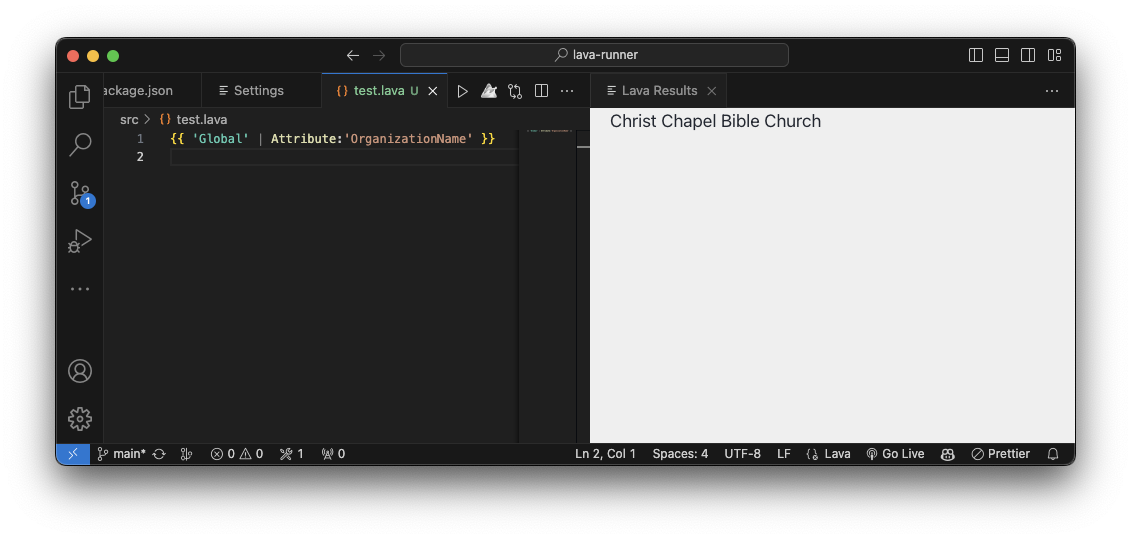 lava-runner
ackage.json
Settings
test.lava U
Lava Results
src > test.lava
1 {{ 'Global' | Attribute:'OrganizationName' }}
2
Christ Chapel Bible Church
1
main* 0 0 1 0 Ln 2, Col 1 Spaces: 4 UTF-8 LF Lava Go Live Prettier